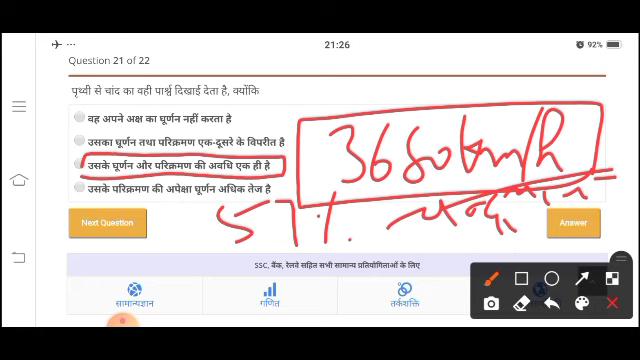 21:26
92%
Question 21 of 22
पृथ्वी से चांद का वही पार्श्व दिखाई देता है, क्योंकि
वह अपने अक्ष का घूर्णन नहीं करता है
उसका घूर्णन तथा परिक्रमण एक-दूसरे के विपरीत है
उसके घूर्णन और परिक्रमण की अवधि एक ही है
उसके परिक्रमण की अपेक्षा घूर्णन अधिक तेज है
3680km/h
57%
Next Question
Answer
SSC, बैंक, रेलवे सहित सभी सामान्य प्रतियोगिताओं के लिए
सामान्यज्ञान
गणित
तर्कशक्ति